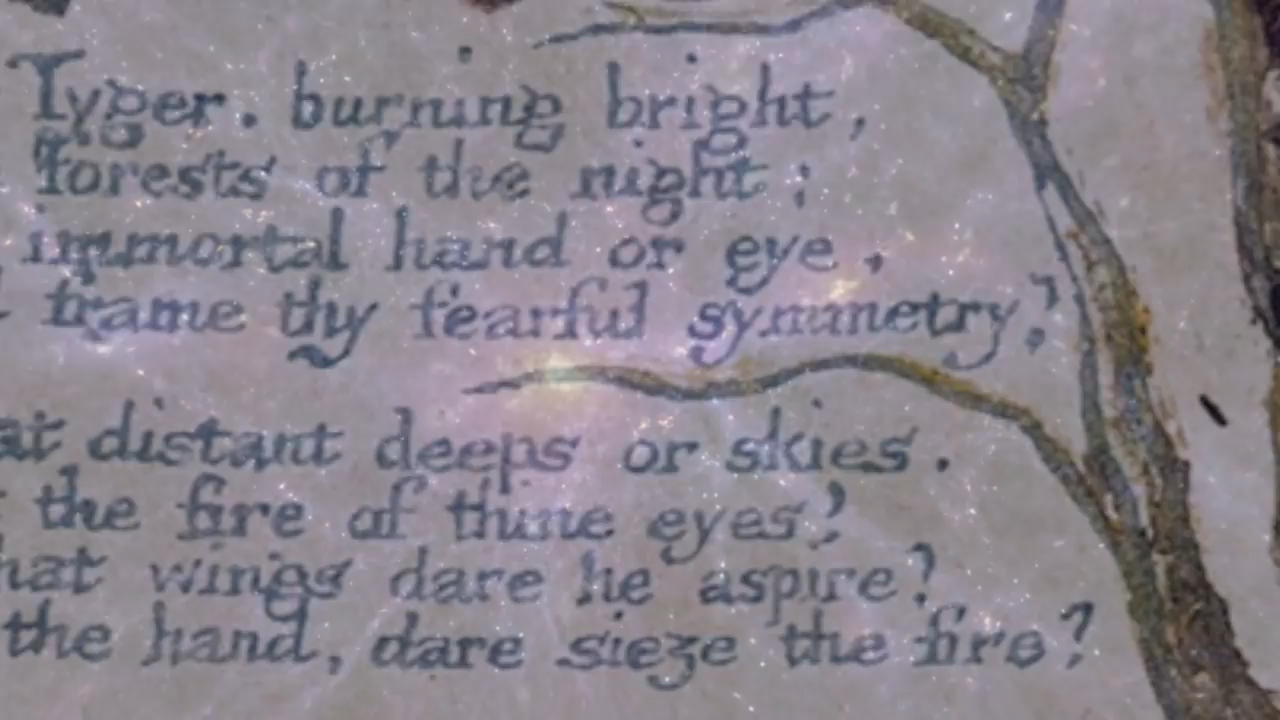 Tyger. burning bright,
forests of the night;
immortal hand or eye,
frame thy fearful symmetry?
at distant deeps or skies.
the fire of thine eyes?
hat wings dare he aspire?
the hand, dare sieze the fire?